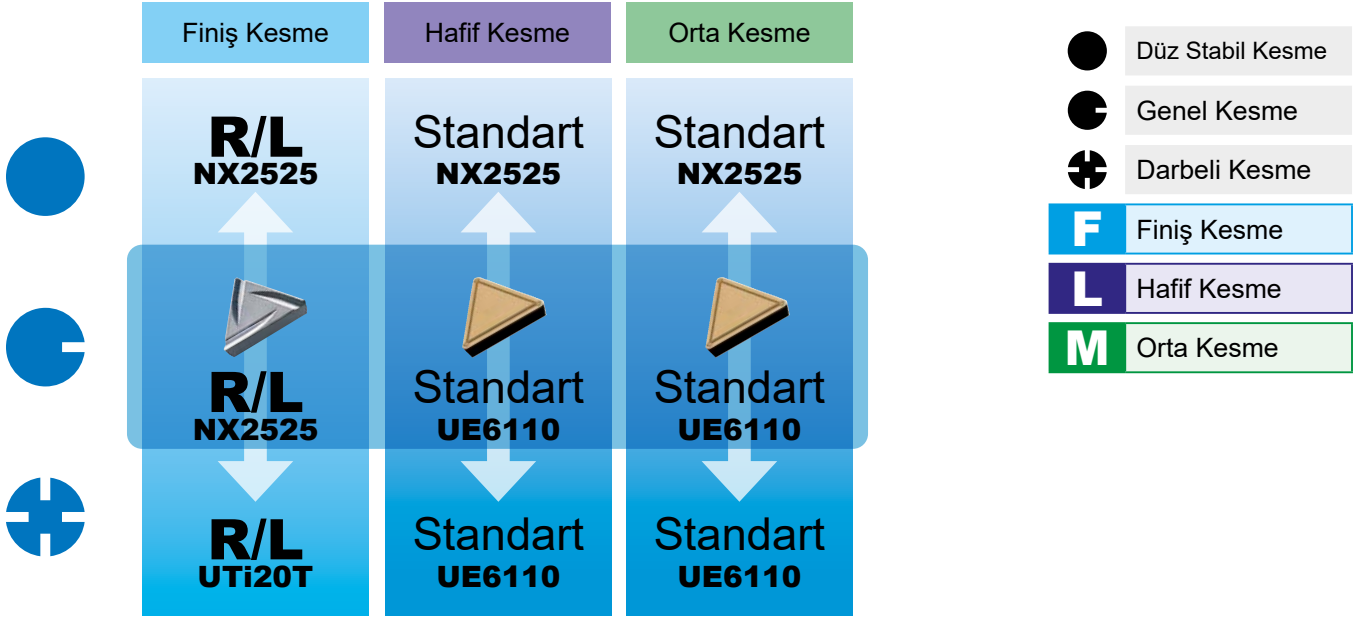 Finiş Kesme
Hafif Kesme
Orta Kesme
R/L
NX2525
Standart
NX2525
Standart
NX2525
R/L
NX2525
Standart
UE6110
Standart
UE6110
R/L
UTi20T
Standart
UE6110
Standart
UE6110
Düz Stabil Kesme
Genel Kesme
Darbeli Kesme
F Finiş Kesme
L Hafif Kesme
M Orta Kesme